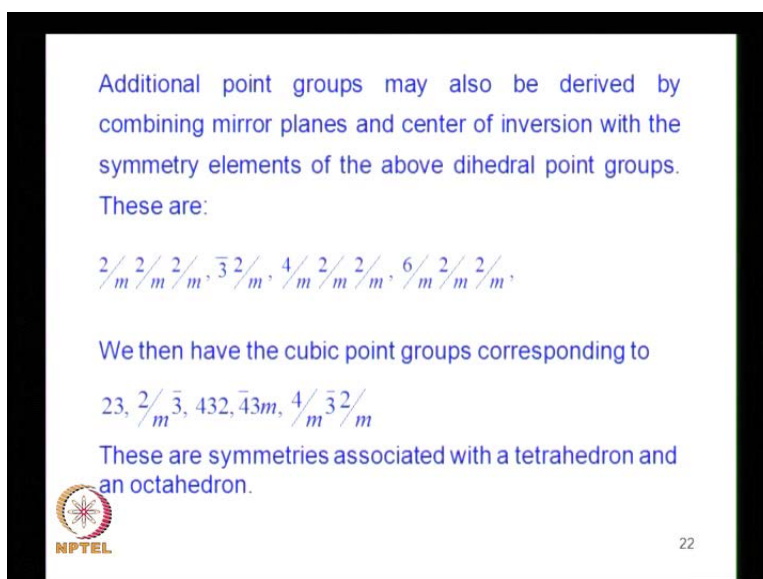 Additional point groups may also be derived by
combining mirror planes and center of inversion with the
symmetry elements of the above dihedral point groups.
These are:
2/m 2/m 2/m, 3̅ 2/m, 4/m 2/m 2/m, 6/m 2/m 2/m,
We then have the cubic point groups corresponding to
23, 2/m 3̅, 432, 4̅3m, 4/m 3̅ 2/m
These are symmetries associated with a tetrahedron and
an octahedron.
NPTEL
22